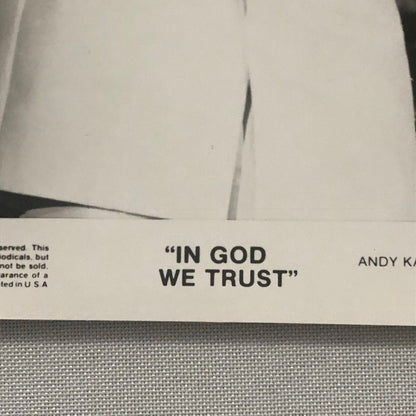 served. This
odicals, but
not be sold.
arance of a
ted in U S A
"IN GOD
WE TRUST"
ANDY KA